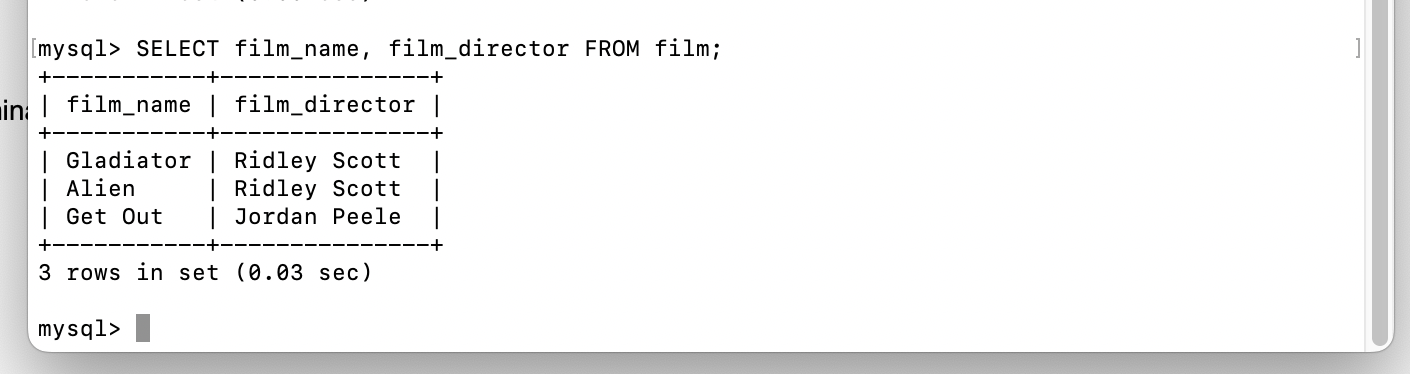 [mysql> SELECT film_name, film_director FROM film; ]
+-----------+---------------+
| film_name | film_director |
+-----------+---------------+
| Gladiator | Ridley Scott  |
| Alien     | Ridley Scott  |
| Get Out   | Jordan Peele  |
+-----------+---------------+
3 rows in set (0.03 sec)
mysql>